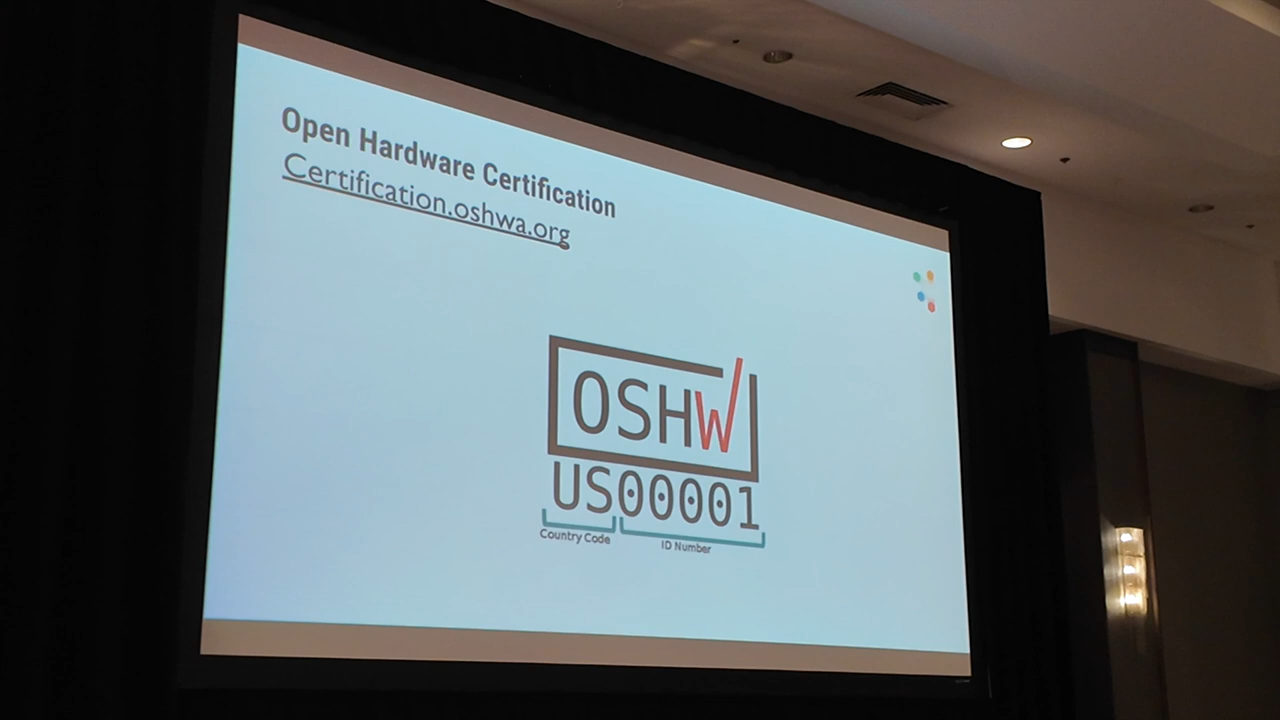 Open Hardware Certification
Certification.oshwa.org
OSHW
US00001
Country Code
ID Number